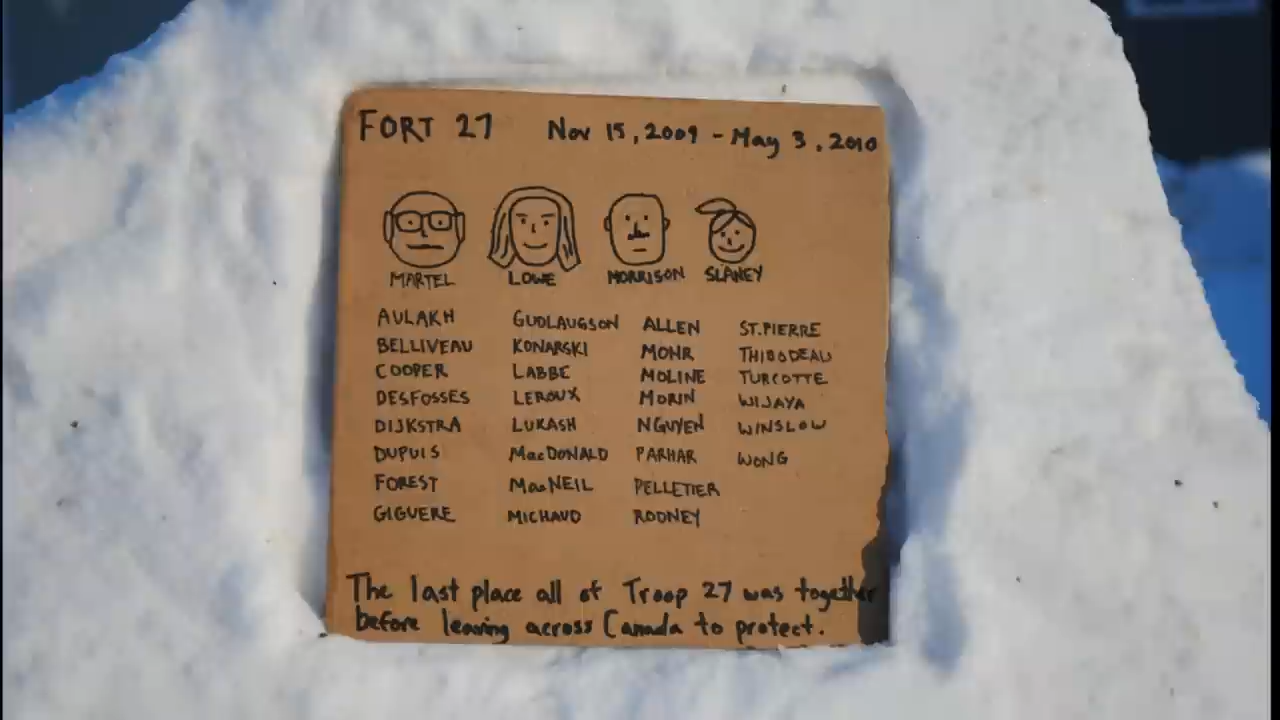 FORT 27 Nov 15, 2009 - May 3, 2010
MARTEL LOWE MORRISON SLANEY
AULAKH GUDLAUGSON ALLEN ST.PIERRE
BELLIVEAU KONARSKI MOHR THIBODEAU
COOPER LABBE MOLINE TURCOTTE
DESFOSSES LEROUX MORIN WIJAYA
DIJKSTRA LUKASH NGUYEN WINSLOW
DUPUIS MacDONALD PARHAR WONG
FOREST MacNEIL PELLETIER
GIGUERE MICHAUD RODNEY
The last place all of Troop 27 was together
before leaving across Canada to protect.